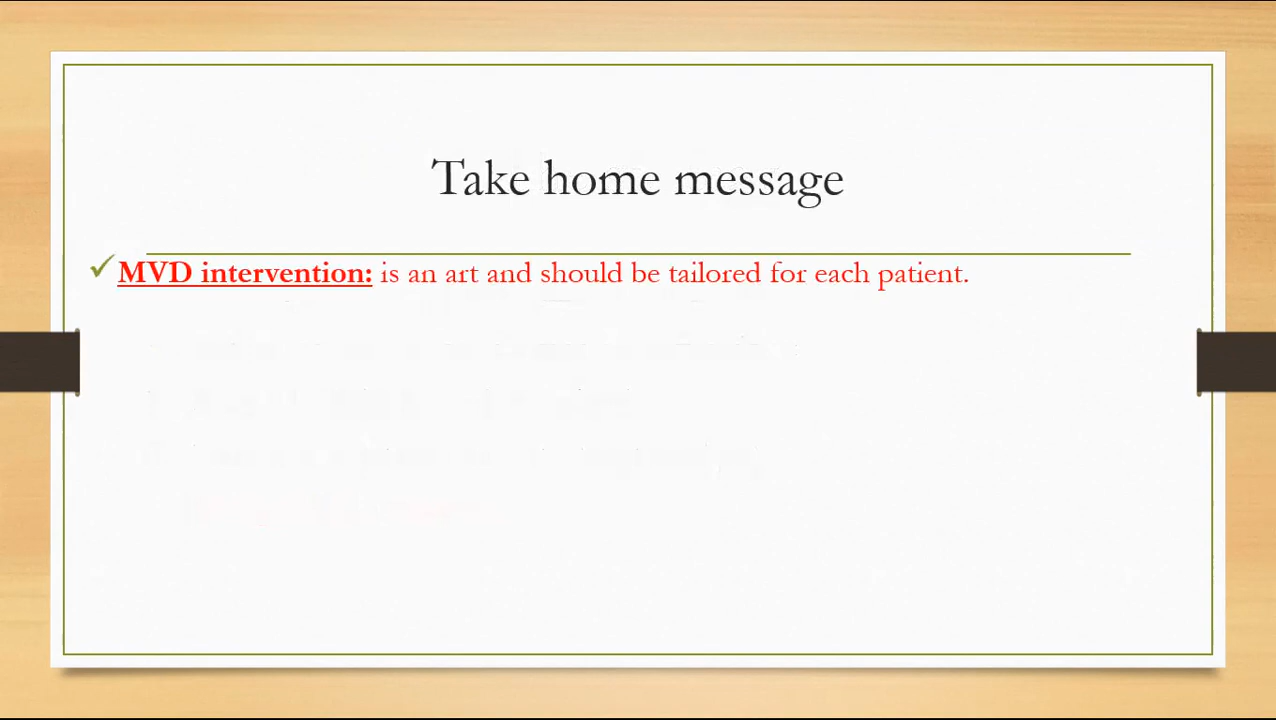 Take home message
✓MVD intervention: is an art and should be tailored for each patient.